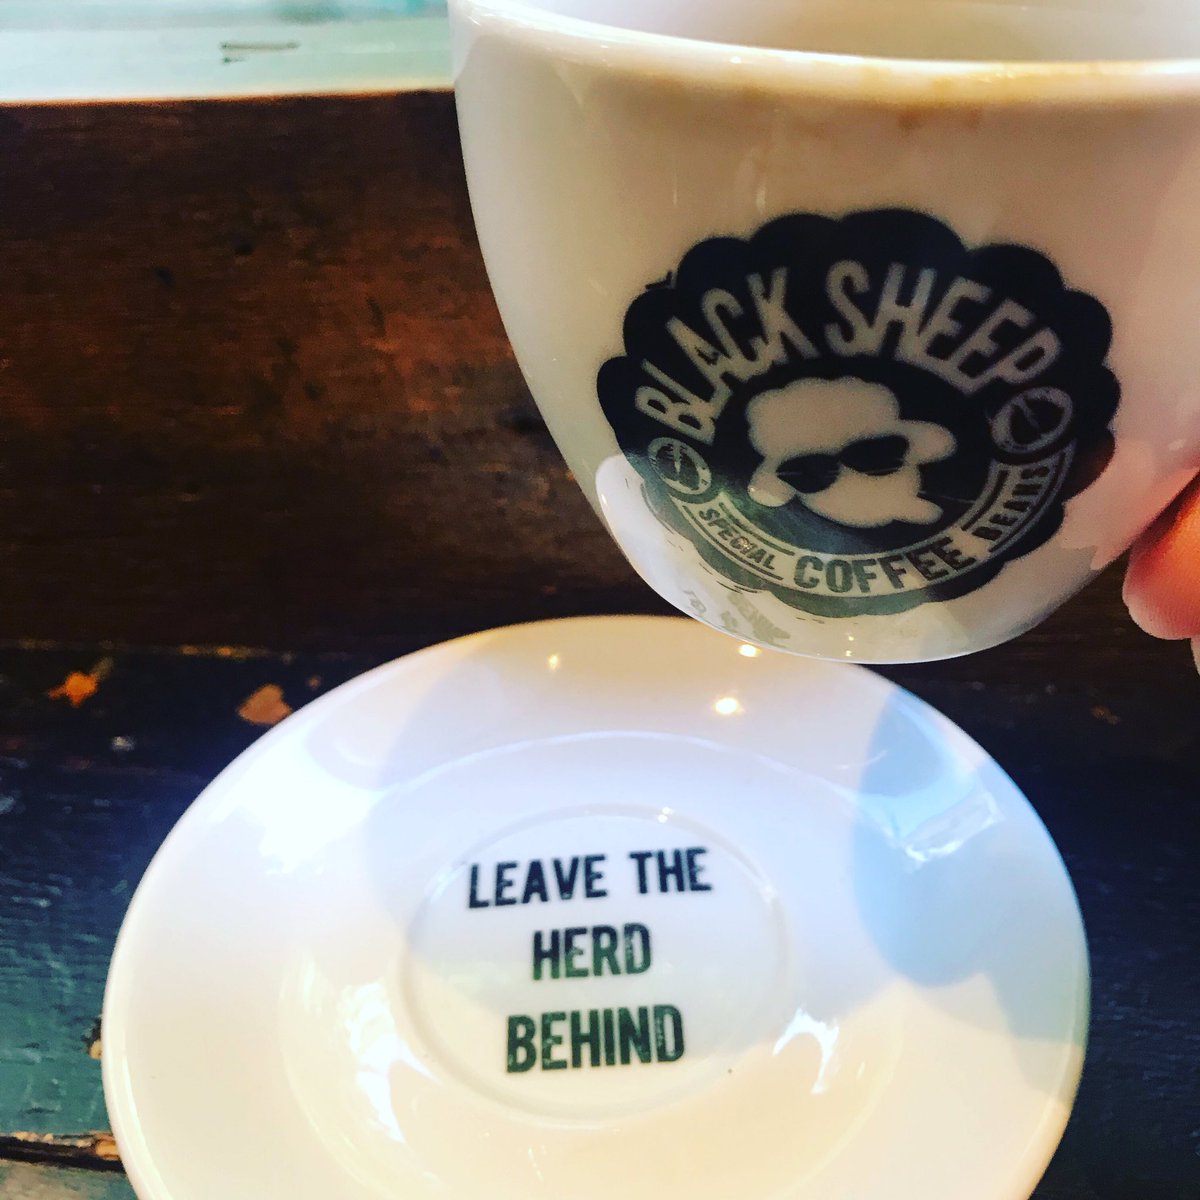 BLACK SHEEP
SPECIAL COFFEE BEANS
LEAVE THE
HERD
BEHIND